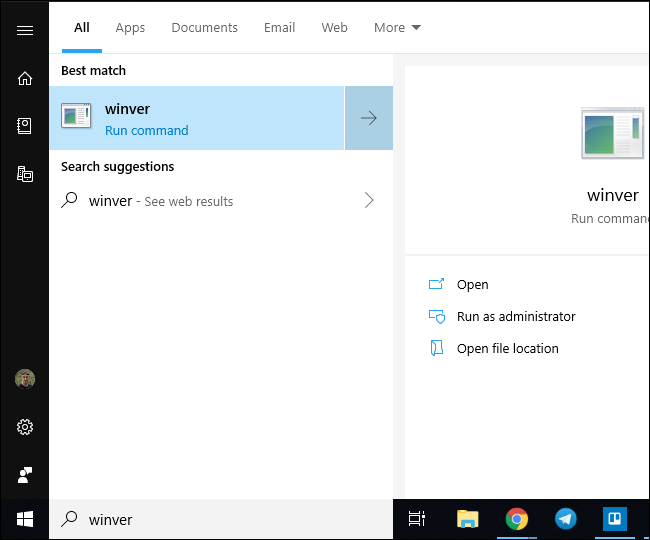 All Apps Documents Email Web More
Best match
winver
Run command
Search suggestions
winver - See web results
winver
Run command
Open
Run as administrator
Open file location
winver